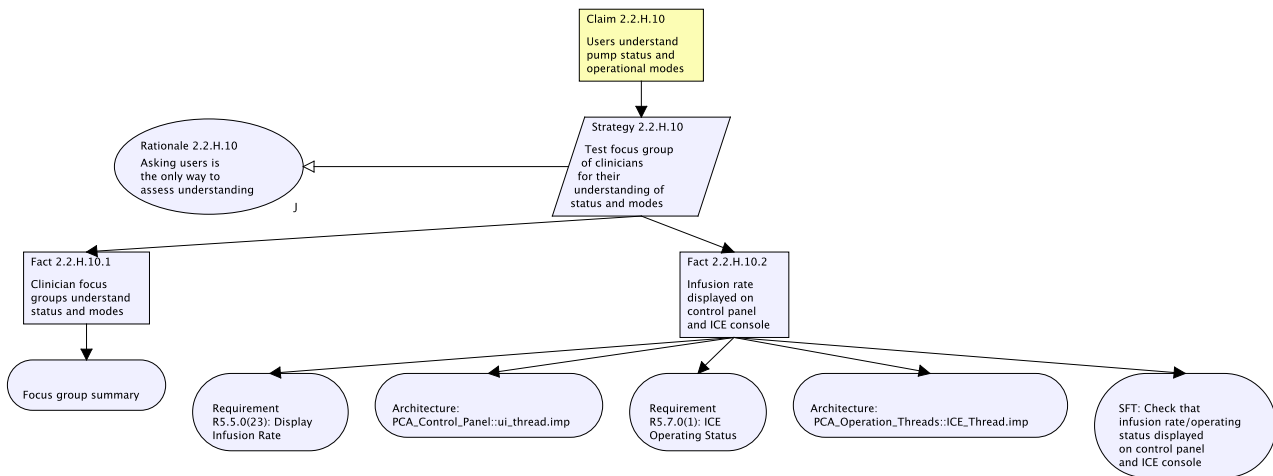 Claim 2.2.H.10
Users understand
pump status and
operational modes
Strategy 2.2.H.10
Test focus group
of clinicians
for their
understanding of
status and modes
Rationale 2.2.H.10
Asking users is
the only way to
assess understanding
J
Fact 2.2.H.10.1
Clinician focus
groups understand
status and modes
Fact 2.2.H.10.2
Infusion rate
displayed on
control panel
and ICE console
Focus group summary
Requirement
R5.5.0(23): Display
Infusion Rate
Architecture:
PCA_Control_Panel::ui_thread.imp
Requirement
R5.7.0(1): ICE
Operating Status
Architecture:
PCA_Operation_Threads::ICE_Thread.imp
SFT: Check that
infusion rate/operating
status displayed
on control panel
and ICE console